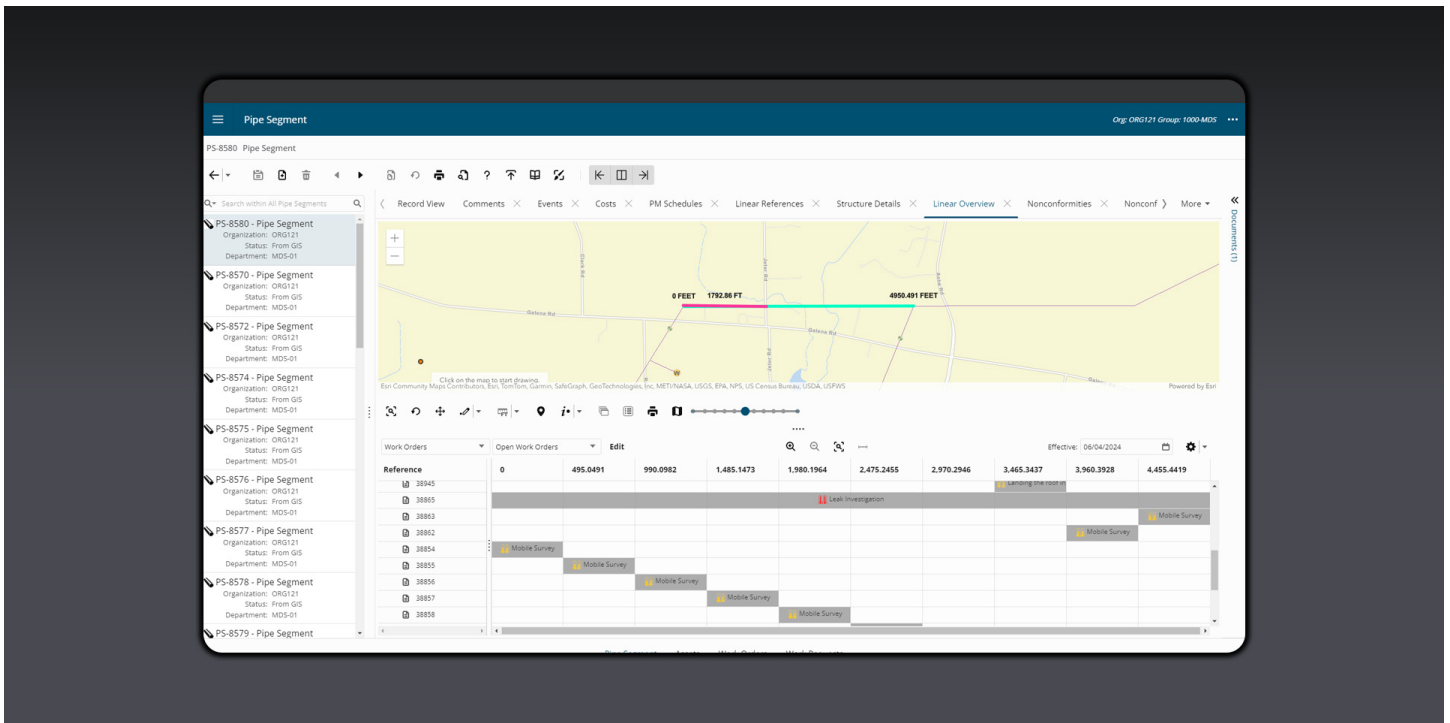 Pipe Segment
Org: ORG121 Group: 1000-MDS
PS-8580 Pipe Segment
Search within All Pipe Segments
PS-8580 - Pipe Segment
Organization: ORG121
Status: From GIS
Department: MDS-01
PS-8570 - Pipe Segment
Organization: ORG121
Status: From GIS
Department: MDS-01
PS-8572 - Pipe Segment
Organization: ORG121
Status: From GIS
Department: MDS-01
PS-8574 - Pipe Segment
Organization: ORG121
Status: From GIS
Department: MDS-01
PS-8575 - Pipe Segment
Organization: ORG121
Status: From GIS
Department: MDS-01
PS-8576 - Pipe Segment
Organization: ORG121
Status: From GIS
Department: MDS-01
PS-8577 - Pipe Segment
Organization: ORG121
Status: From GIS
Department: MDS-01
PS-8578 - Pipe Segment
Organization: ORG121
Status: From GIS
Department: MDS-01
PS-8579 - Pipe Segment
Record View Comments Events Costs PM Schedules Linear References Structure Details Linear Overview Nonconformities Nonconf More
Documents (1)
0 FEET 1792.86 FT 4950.491 FEET
Galena Rd
Galena Rd
Click on the map to start drawing.
Esri Community Maps Contributors, Esri, TomTom, Garmin, SafeGraph, GeoTechnologies, Inc, METI/NASA, USGS, EPA, NPS, US Census Bureau, USDA, USFWS
Powered by Esri
Work Orders Open Work Orders Edit
Effective: 06/04/2024
Reference 0 495.0491 990.0982 1,485.1473 1,980.1964 2,475.2455 2,970.2946 3,465.3437 3,960.3928 4,455.4419
38945
38865 Leak Investigation
38863 Mobile Survey
38862 Mobile Survey
38854 Mobile Survey
38855 Mobile Survey
38856 Mobile Survey
38857 Mobile Survey
38858 Mobile Survey